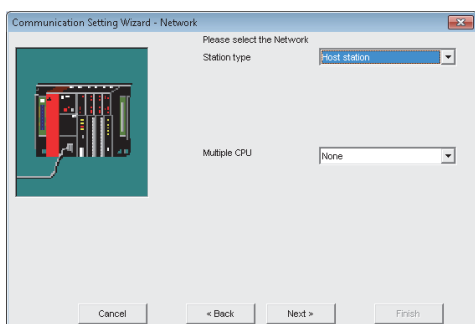 Communication Setting Wizard - Network
Please select the Network
Station type
Host station
Multiple CPU
None
Cancel
< Back
Next >
Finish